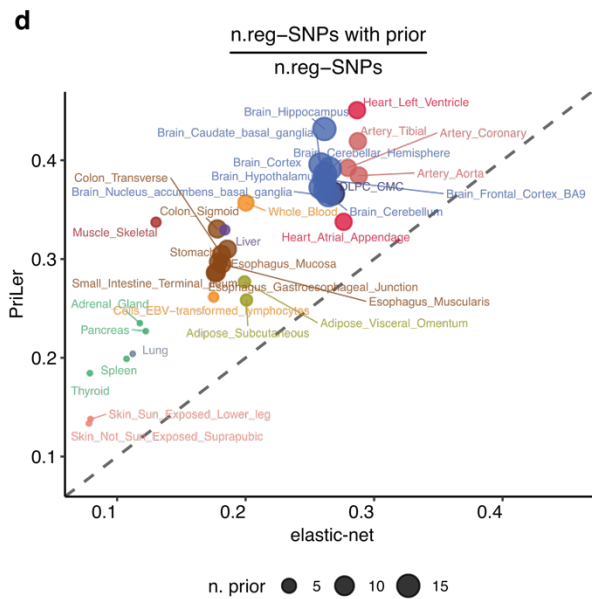 d
n.reg−SNPs with prior
n.reg−SNPs
Heart_Left_Ventricle
Brain_Hippocampus
Artery_Tibial
Artery_Coronary
Brain_Caudate_basal_ganglia
Brain_Cerebellar_Hemisphere
Brain_Cortex
Artery_Aorta
Colon_Transverse
Brain_Hypothalamus
DLPC_CMC
Brain_Nucleus_accumbens_basal_ganglia
Brain_Frontal_Cortex_BA9
Colon_Sigmoid
Whole_Blood
Brain_Cerebellum
Muscle_Skeletal
Liver
Heart_Atrial_Appendage
Stomach
Esophagus_Mucosa
Small_Intestine_Terminal_Ileum
Esophagus_Gastroesophageal_Junction
Esophagus_Muscularis
Adrenal_Gland
Cells_EBV−transformed_lymphocytes
Adipose_Visceral_Omentum
Pancreas
Adipose_Subcutaneous
Lung
Spleen
Thyroid
Skin_Sun_Exposed_Lower_leg
Skin_Not_Sun_Exposed_Suprapubic
0.4
0.3
0.2
0.1
PriLer
0.1 0.2 0.3 0.4
elastic-net
n. prior 5 10 15